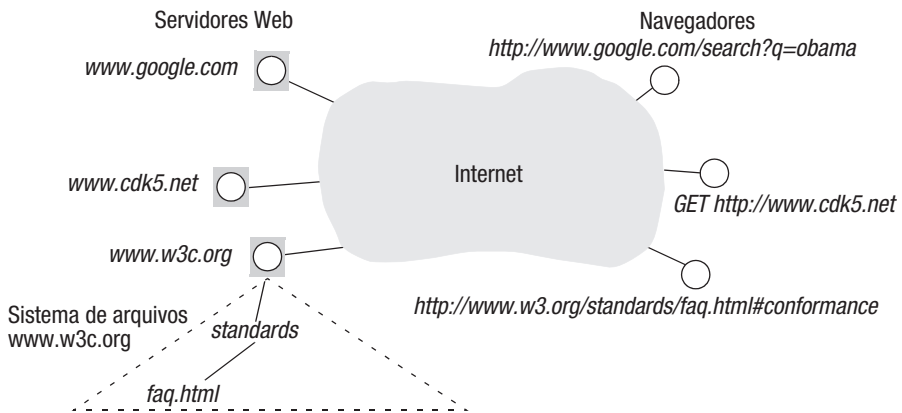 Servidores Web
Navegadores
www.google.com
http://www.google.com/search?q=obama
Internet
www.cdk5.net
GET http://www.cdk5.net
www.w3c.org
http://www.w3.org/standards/faq.html#conformance
Sistema de arquivos
www.w3c.org
standards
faq.html